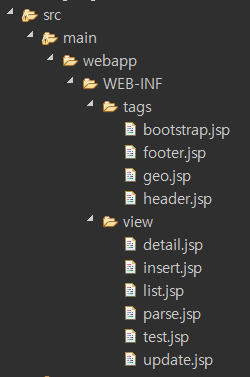 src
main
webapp
WEB-INF
tags
bootstrap.jsp
footer.jsp
geo.jsp
header.jsp
view
detail.jsp
insert.jsp
list.jsp
parse.jsp
test.jsp
update.jsp